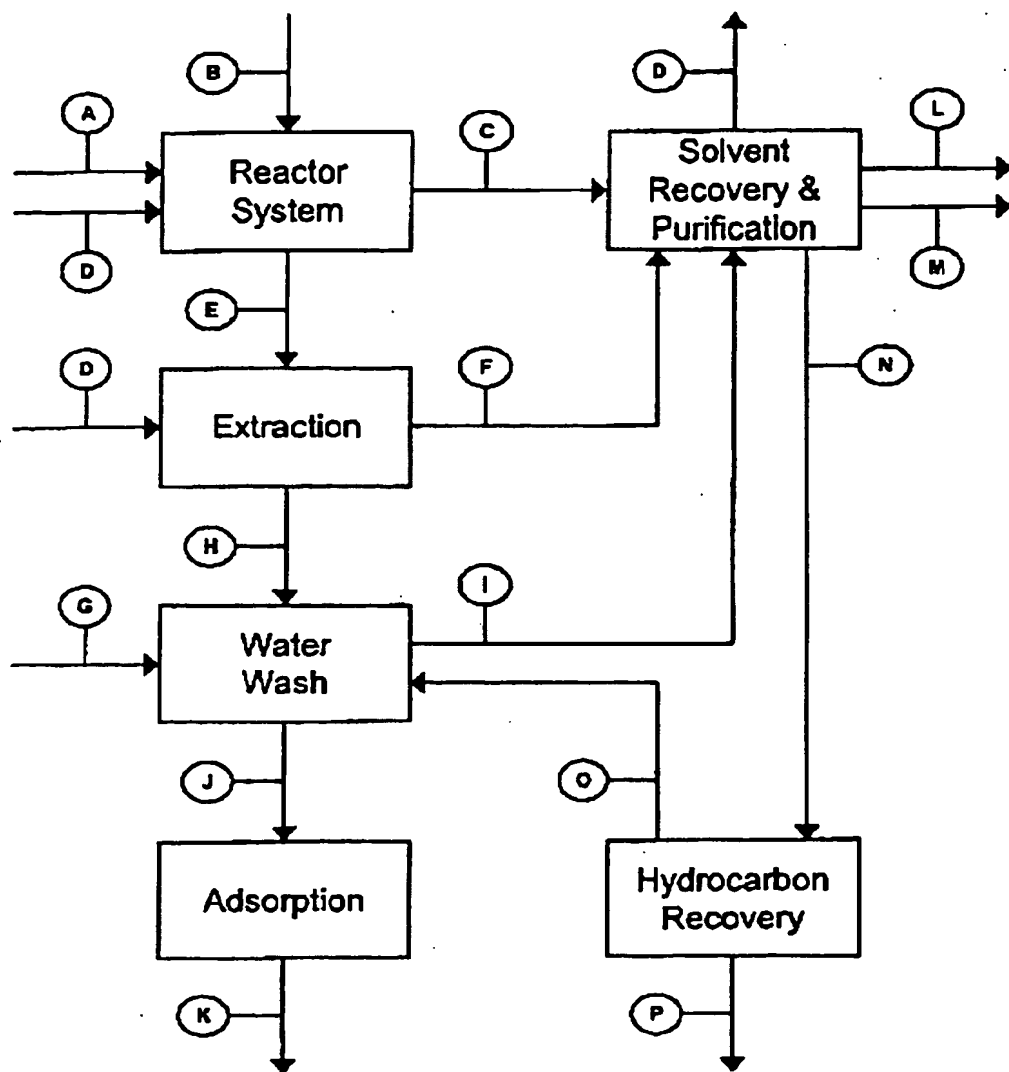 B
D
A
C
L
Reactor
System
Solvent
Recovery &
Purification
D
M
E
D
F
N
Extraction
H
G
I
Water
Wash
J
O
Adsorption
Hydrocarbon
Recovery
K
P